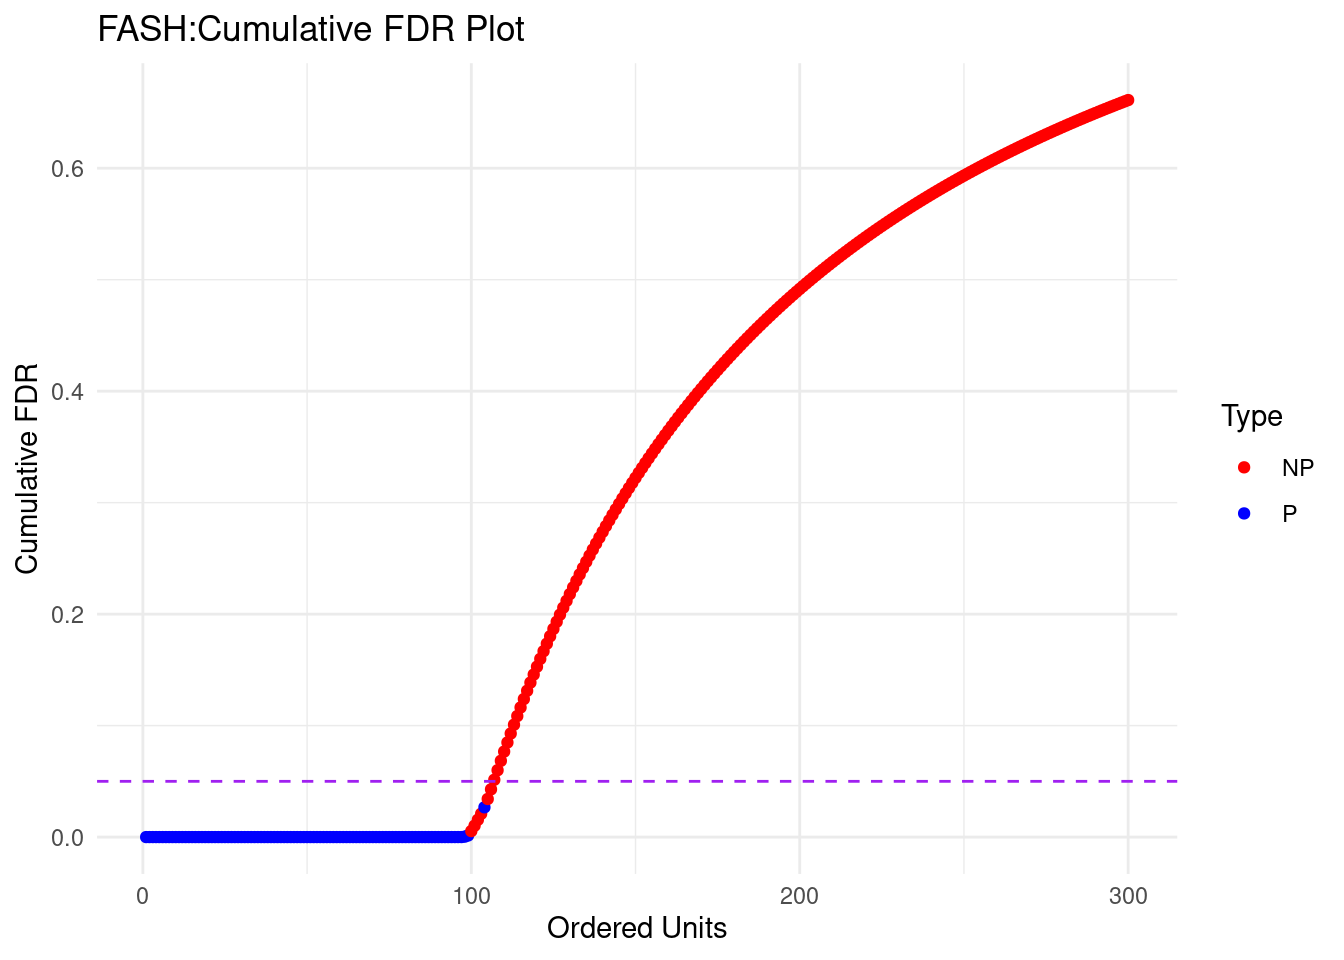 FASH:Cumulative FDR Plot
Cumulative FDR
0.6
0.4
0.2
0.0
0 100 200 300
Ordered Units
Type
NP
P